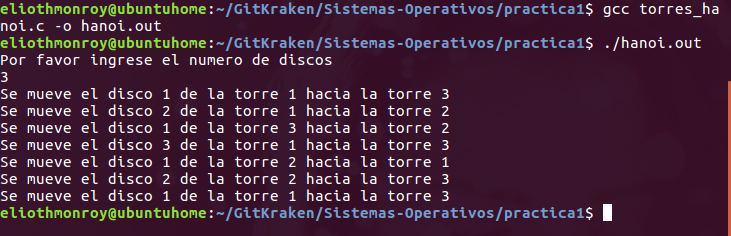 eliothmonroy@ubuntuhome:~/GitKraken/Sistemas-Operativos/practica1$ gcc torres_ha
noi.c -o hanoi.out
eliothmonroy@ubuntuhome:~/GitKraken/Sistemas-Operativos/practica1$ ./hanoi.out
Por favor ingrese el numero de discos
3
Se mueve el disco 1 de la torre 1 hacia la torre 3
Se mueve el disco 2 de la torre 1 hacia la torre 2
Se mueve el disco 1 de la torre 3 hacia la torre 2
Se mueve el disco 3 de la torre 1 hacia la torre 3
Se mueve el disco 1 de la torre 2 hacia la torre 1
Se mueve el disco 2 de la torre 2 hacia la torre 3
Se mueve el disco 1 de la torre 1 hacia la torre 3
eliothmonroy@ubuntuhome:~/GitKraken/Sistemas-Operativos/practica1$